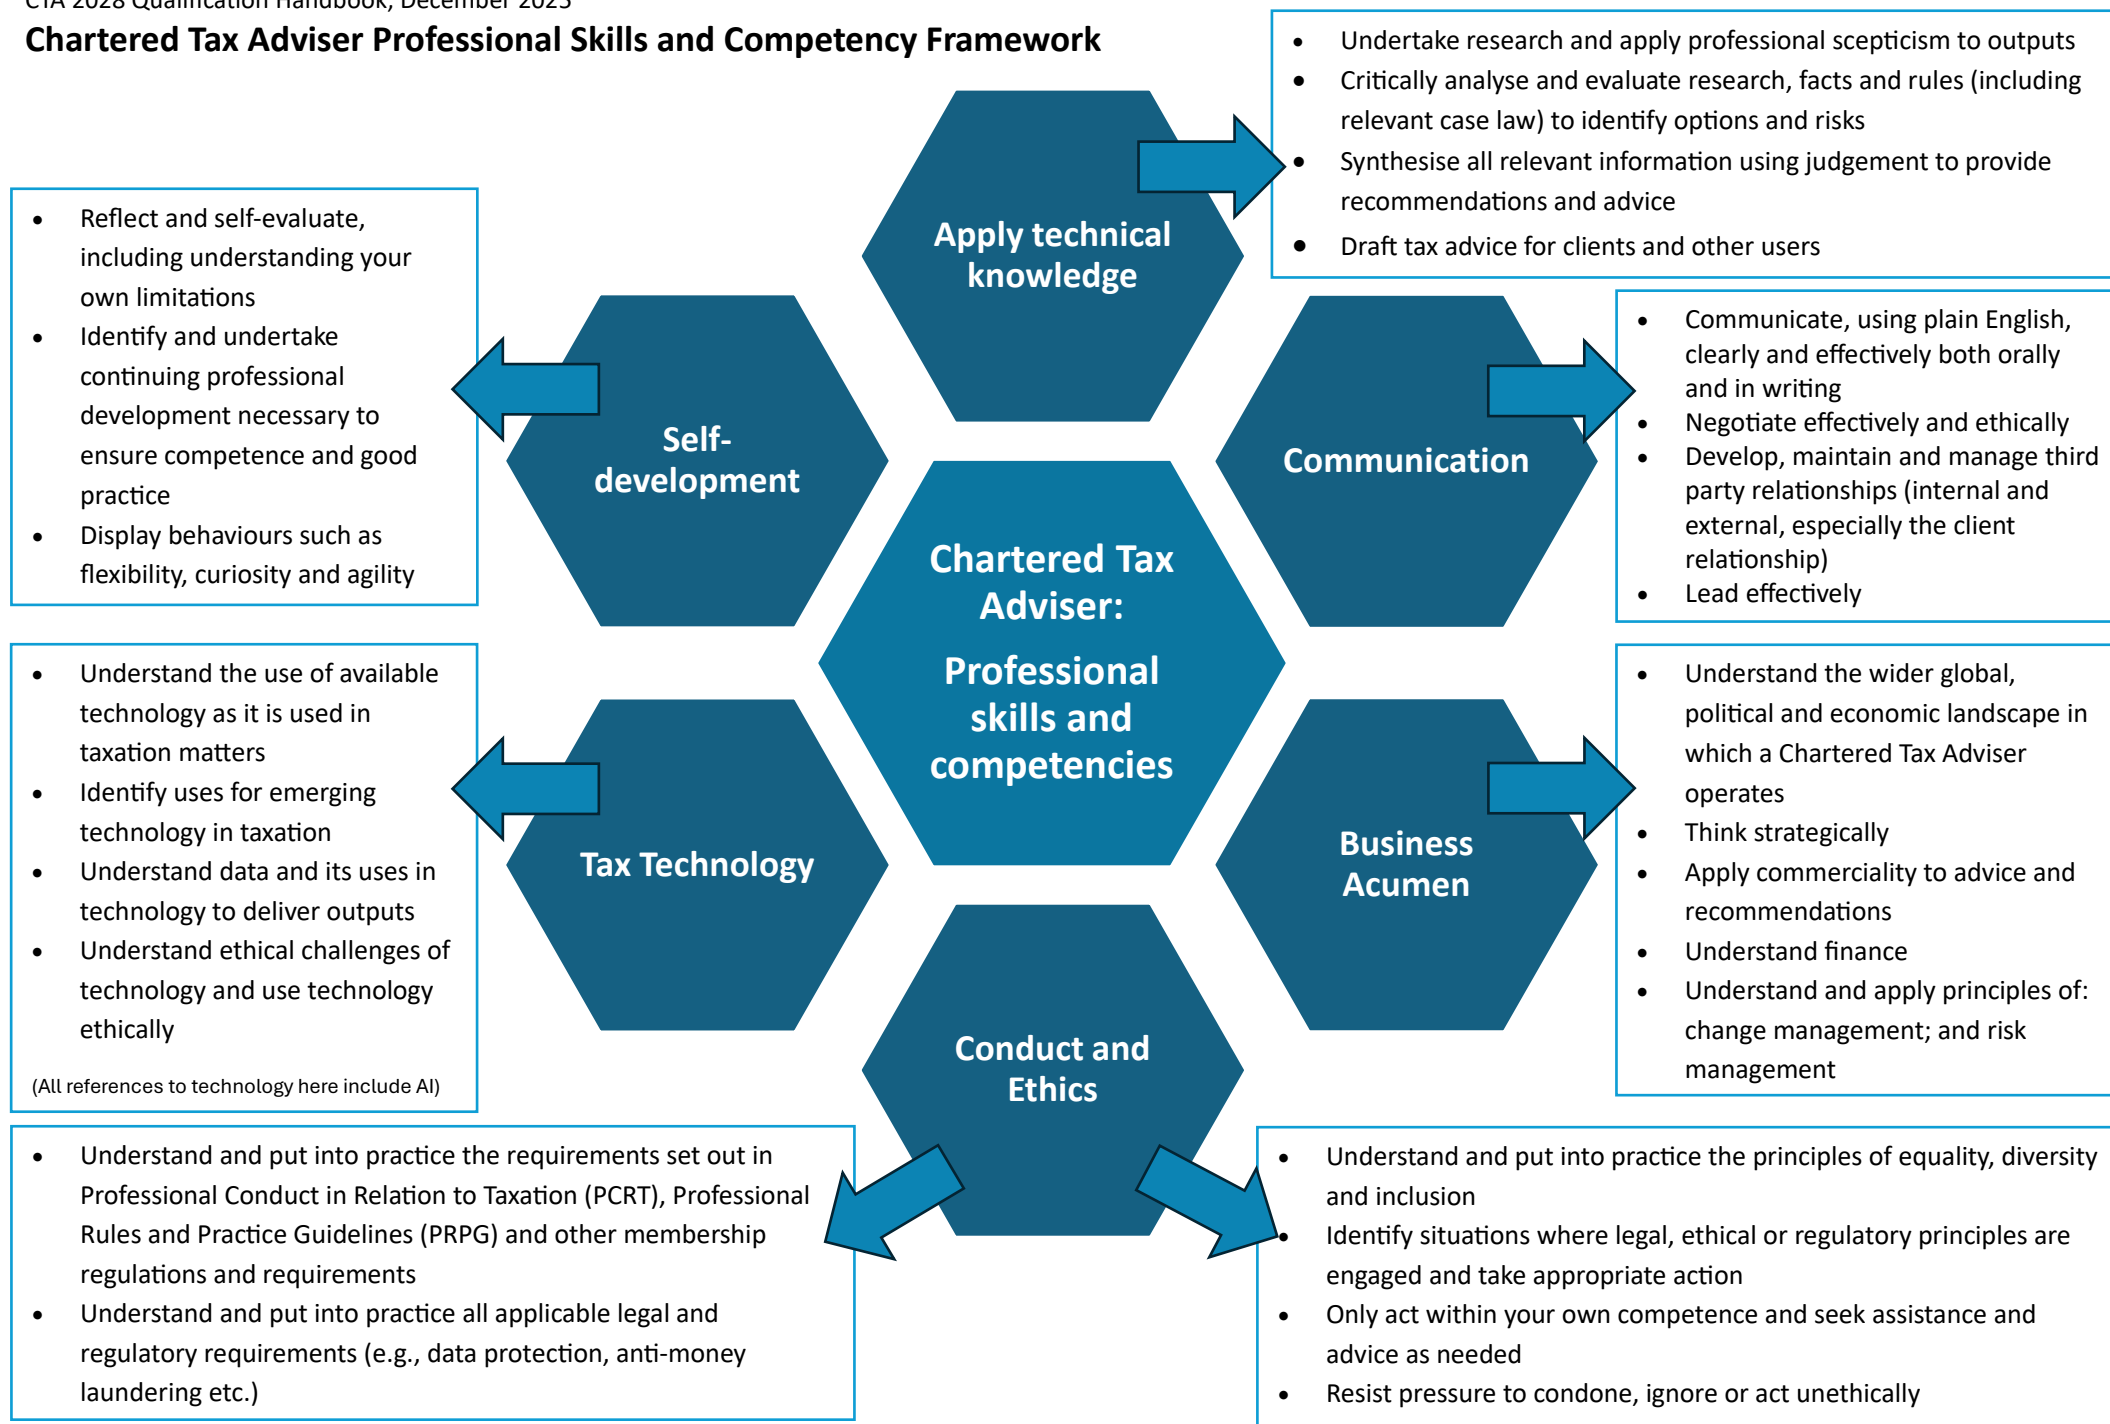 CTA 2028 Qualification Handbook, December 2025
Chartered Tax Adviser Professional Skills and Competency Framework
• Undertake research and apply professional scepticism to outputs
• Critically analyse and evaluate research, facts and rules (including
relevant case law) to identify options and risks
• Synthesise all relevant information using judgement to provide
recommendations and advice
• Draft tax advice for clients and other users
Apply technical
knowledge
• Reflect and self-evaluate,
including understanding your
own limitations
• Identify and undertake
continuing professional
development necessary to
ensure competence and good
practice
• Display behaviours such as
flexibility, curiosity and agility
Self-
development
Communication
• Communicate, using plain English,
clearly and effectively both orally
and in writing
• Negotiate effectively and ethically
• Develop, maintain and manage third
party relationships (internal and
external, especially the client
relationship)
• Lead effectively
Chartered Tax
Adviser:
Professional
skills and
competencies
• Understand the use of available
technology as it is used in
taxation matters
• Identify uses for emerging
technology in taxation
• Understand data and its uses in
technology to deliver outputs
• Understand ethical challenges of
technology and use technology
ethically
(All references to technology here include AI)
Tax Technology
Business
Acumen
• Understand the wider global,
political and economic landscape in
which a Chartered Tax Adviser
operates
• Think strategically
• Apply commerciality to advice and
recommendations
• Understand finance
• Understand and apply principles of:
change management; and risk
management
Conduct and
Ethics
• Understand and put into practice the requirements set out in
Professional Conduct in Relation to Taxation (PCRT), Professional
Rules and Practice Guidelines (PRPG) and other membership
regulations and requirements
• Understand and put into practice all applicable legal and
regulatory requirements (e.g., data protection, anti-money
laundering etc.)
• Understand and put into practice the principles of equality, diversity
and inclusion
• Identify situations where legal, ethical or regulatory principles are
engaged and take appropriate action
• Only act within your own competence and seek assistance and
advice as needed
• Resist pressure to condone, ignore or act unethically